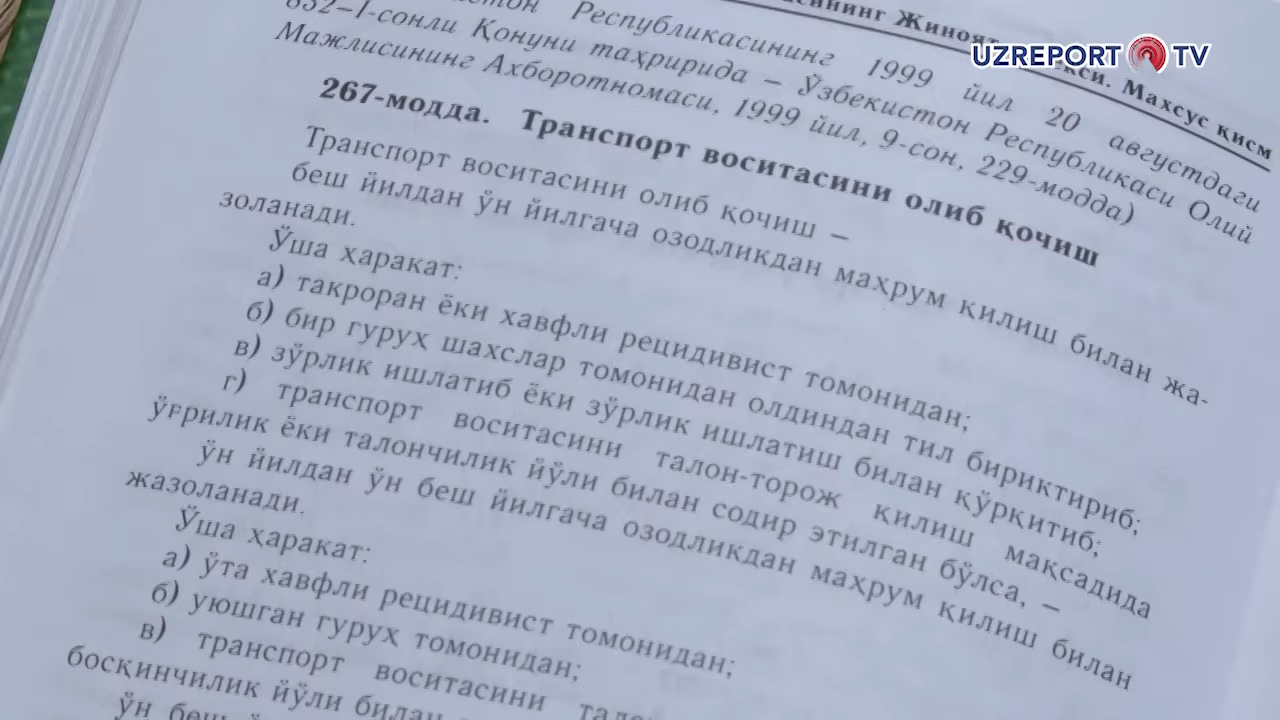 Жиноят
Махсус қисм
UZREPORT TV
Республикасининг 1999 йил 20 августдаги
832–I-сонли Қонуни таҳририда – Ўзбекистон Республикаси Олий
Мажлисининг Ахборотномаси, 1999 йил, 9-сон, 229-модда)
267-модда. Транспорт воситасини олиб қочиш
Транспорт воситасини олиб қочиш –
беш йилдан ўн йилгача озодликдан маҳрум қилиш билан жа-
золанади.
Ўша ҳаракат:
а) такроран ёки хавфли рецидивист томонидан;
б) бир гуруҳ шахслар томонидан олдиндан тил бириктириб;
в) зўрлик ишлатиб ёки зўрлик ишлатиш билан қўрқитиб;
г) транспорт воситасини талон-торож қилиш мақсадида
ўғрилик ёки талончилик йўли билан содир этилган бўлса, –
ўн йилдан ўн беш йилгача озодликдан маҳрум қилиш билан
жазоланади.
Ўша ҳаракат:
а) ўта хавфли рецидивист томонидан;
б) уюшган гуруҳ томонидан;
в) транспорт воситасини
босқинчилик йўли билан
ўн беш